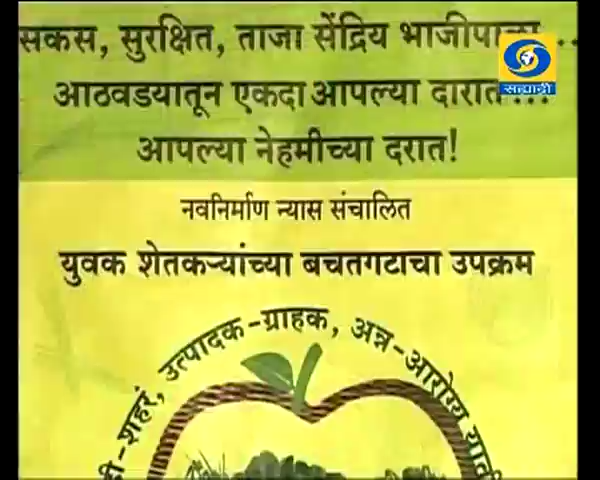 सकस, सुरक्षित, ताजा सेंद्रिय भाजीपाला ...
आठवडयातून एकदा आपल्या दारात ...
आपल्या नेहमीच्या दरात!
नवनिर्माण न्यास संचालित
युवक शेतकऱ्यांच्या बचतगटाचा उपक्रम
शहरं, उत्पादक-ग्राहक, अन्न-आरोग्य
सह्याद्री